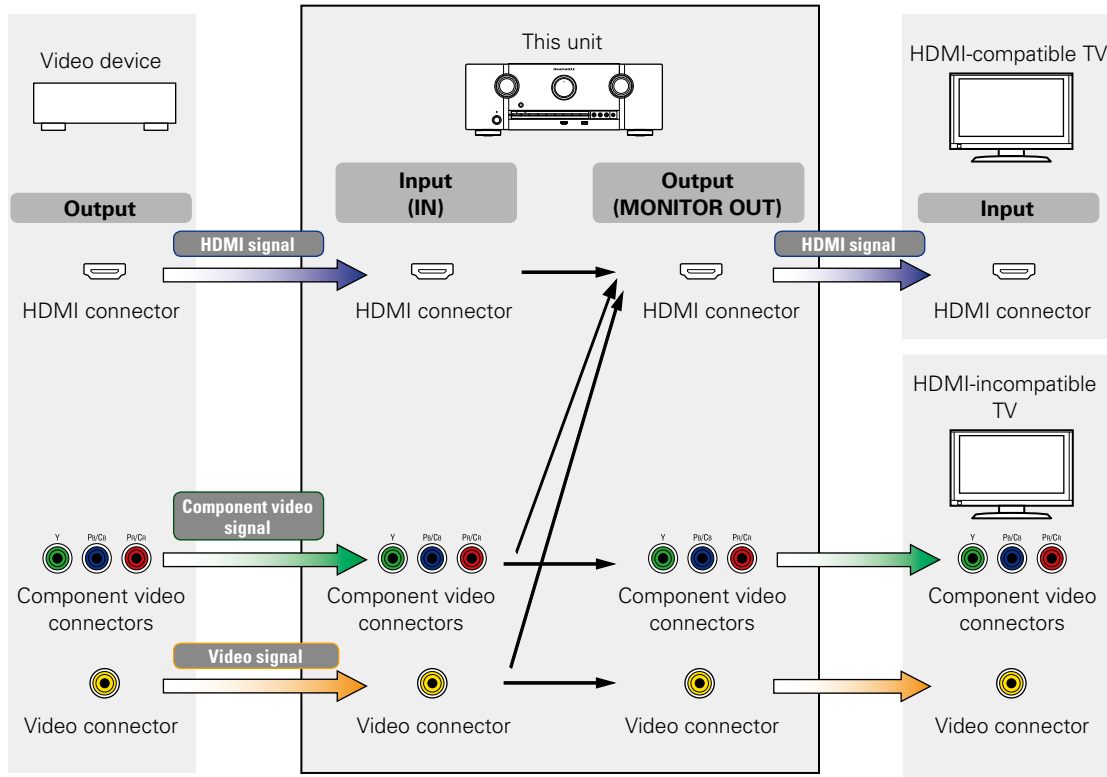 Video device
This unit
HDMI-compatible TV
Output
Input
(IN)
Output
(MONITOR OUT)
Input
HDMI signal
HDMI signal
HDMI connector
HDMI connector
HDMI connector
HDMI connector
HDMI-incompatible
TV
Component video
signal
Y PB/CB PR/CR
Y PB/CB PR/CR
Y PB/CB PR/CR
Y PB/CB PR/CR
Component video
connectors
Component video
connectors
Component video
connectors
Component video
connectors
Video signal
Video connector
Video connector
Video connector
Video connector